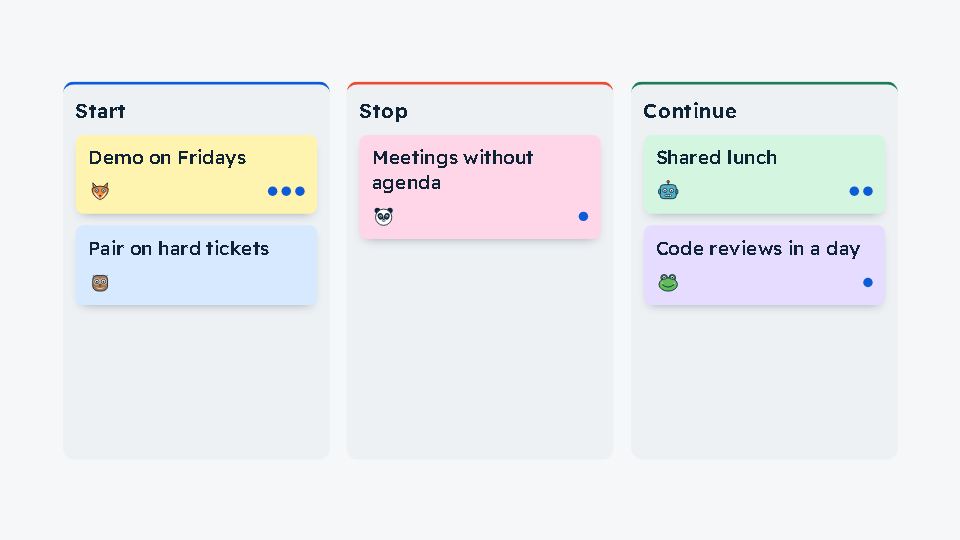 Start
Demo on Fridays
Pair on hard tickets
Stop
Meetings without
agenda
Continue
Shared lunch
Code reviews in a day